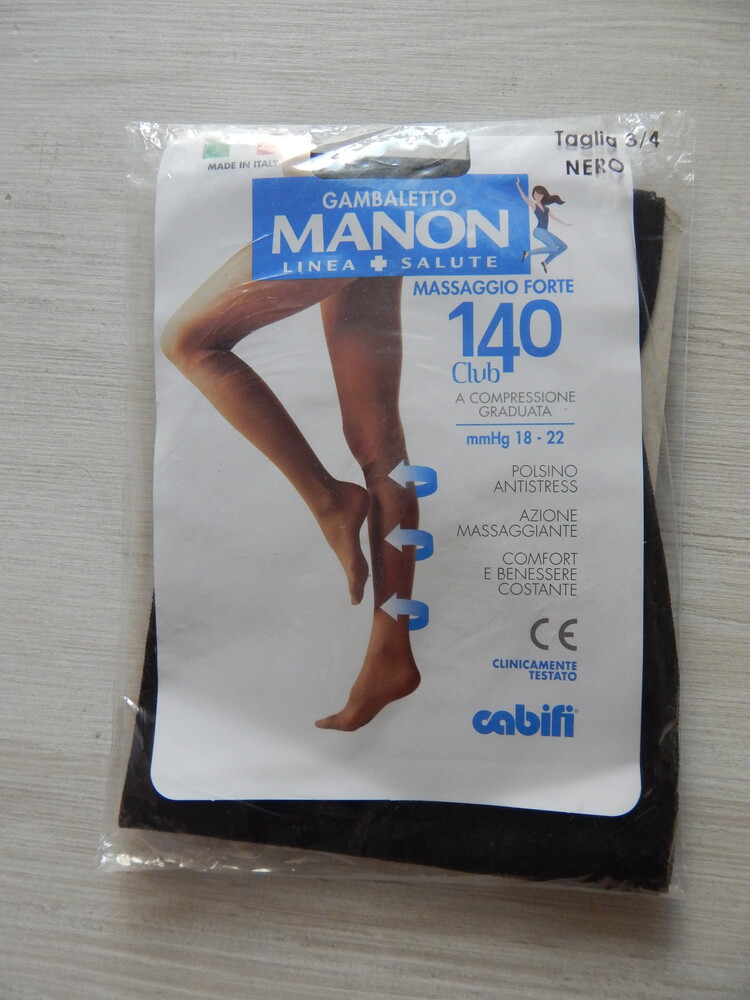 MADE IN ITALY
Taglia 3/4
NERO
GAMBALETTO
MANON
LINEA + SALUTE
MASSAGGIO FORTE
140
Club
A COMPRESSIONE
GRADUATA
mmHg 18 - 22
POLSINO
ANTISTRESS
AZIONE
MASSAGGIANTE
COMFORT
E BENESSERE
COSTANTE
CE
CLINICAMENTE
TESTATO
cabifi®